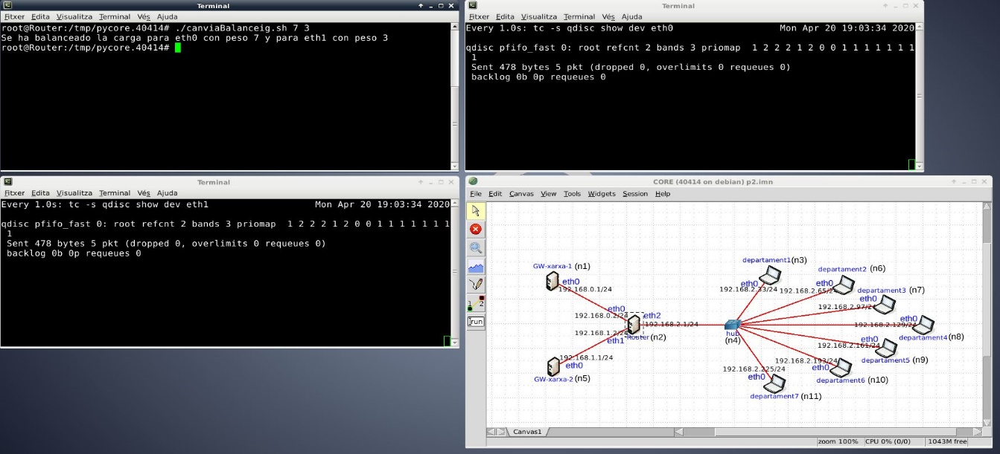 Terminal
Fitxer Edita Visualitza Terminal Vés Ajuda
root@Router:/tmp/pycore.40414# ./canviaBalanceig.sh 7 3
Se ha balanceado la carga para eth0 con peso 7 y para eth1 con peso 3
root@Router:/tmp/pycore.40414#
Terminal
Fitxer Edita Visualitza Terminal Vés Ajuda
Every 1.0s: tc -s qdisc show dev eth0 Mon Apr 20 19:03:34 2020
qdisc pfifo_fast 0: root refcnt 2 bands 3 priomap 1 2 2 2 1 2 0 0 1 1 1 1 1 1 1
1
Sent 478 bytes 5 pkt (dropped 0, overlimits 0 requeues 0)
backlog 0b 0p requeues 0
Terminal
Fitxer Edita Visualitza Terminal Vés Ajuda
Every 1.0s: tc -s qdisc show dev eth1 Mon Apr 20 19:03:34 2020
qdisc pfifo_fast 0: root refcnt 2 bands 3 priomap 1 2 2 2 1 2 0 0 1 1 1 1 1 1 1
1
Sent 478 bytes 5 pkt (dropped 0, overlimits 0 requeues 0)
backlog 0b 0p requeues 0
CORE (40414 on debian) p2.imn
File Edit Canvas View Tools Widgets Session Help
1 2
run
GW-xarxa-1 (n1)
eth0
192.168.0.1/24
eth0
192.168.0.2/24
eth2
192.168.2.1/24
192.168.1.2/24
eth1
Router (n2)
192.168.1.1/24
eth0
GW-xarxa-2 (n5)
hub
(n4)
departament1 (n3)
eth0
192.168.2.33/24
departament2 (n6)
eth0
192.168.2.65/24
departament3 (n7)
eth0
192.168.2.97/24
eth0
192.168.2.129/24
departament4 (n8)
eth0
192.168.2.161/24
departament5 (n9)
192.168.2.193/24
eth0
departament6 (n10)
192.168.2.225/24
eth0
departament7 (n11)
Canvas1
zoom 100% CPU 0% (0/0) 1043M free